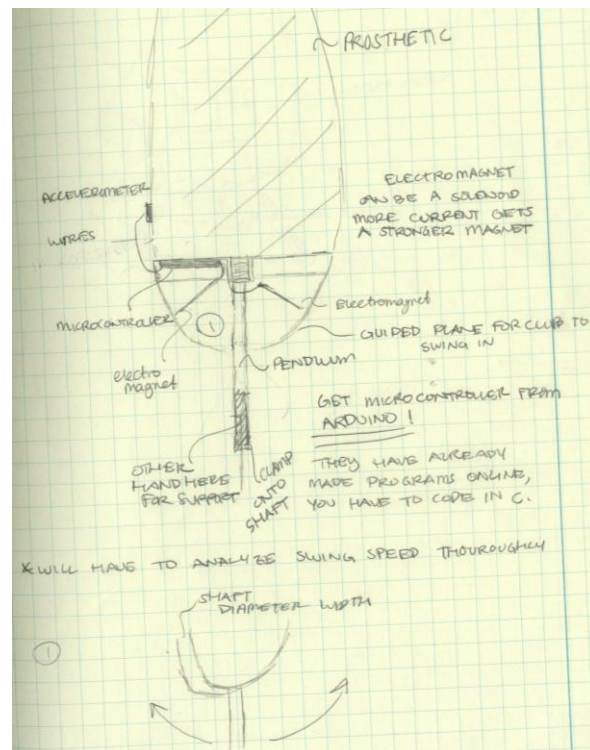 PROSTHETIC
ACCELEROMETER
WIRES
ELECTROMAGNET
CAN BE A SOLENOID
MORE CURRENT GETS
A STRONGER MAGNET
MICROCONTROLLER
1
Electromagnet
GUIDED PLANE FOR CLUB TO
SWING IN
electro
magnet
PENDLUM
GET MICROCONTROLLER FROM
ARDUINO!
OTHER
HAND HERE
FOR SUPPORT
CLAMP
ONTO
SHAFT
THEY HAVE ALREADY
MADE PROGRAMS ONLINE,
YOU HAVE TO CODE IN C.
*WILL HAVE TO ANALYZE SWING SPEED THOUROUGHLY
SHAFT
DIAMETER WIDTH
1